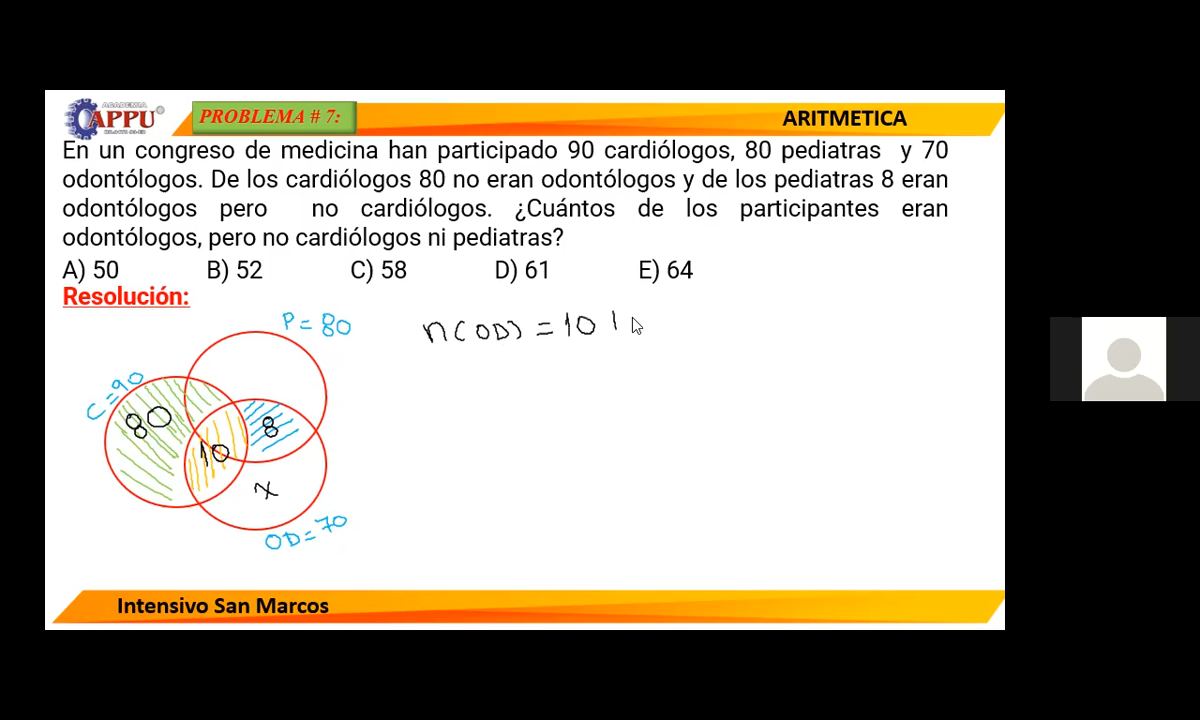 ACADEMIA
APPU
PROBLEMA # 7:
ARITMETICA
En un congreso de medicina han participado 90 cardiólogos, 80 pediatras y 70
odontólogos. De los cardiólogos 80 no eran odontólogos y de los pediatras 8 eran
odontólogos pero no cardiólogos. ¿Cuántos de los participantes eran
odontólogos, pero no cardiólogos ni pediatras?
A) 50 B) 52 C) 58 D) 61 E) 64
Resolución:
P = 80
n(OD) = 10
C = 90
80
8
10
x
OD = 70
Intensivo San Marcos